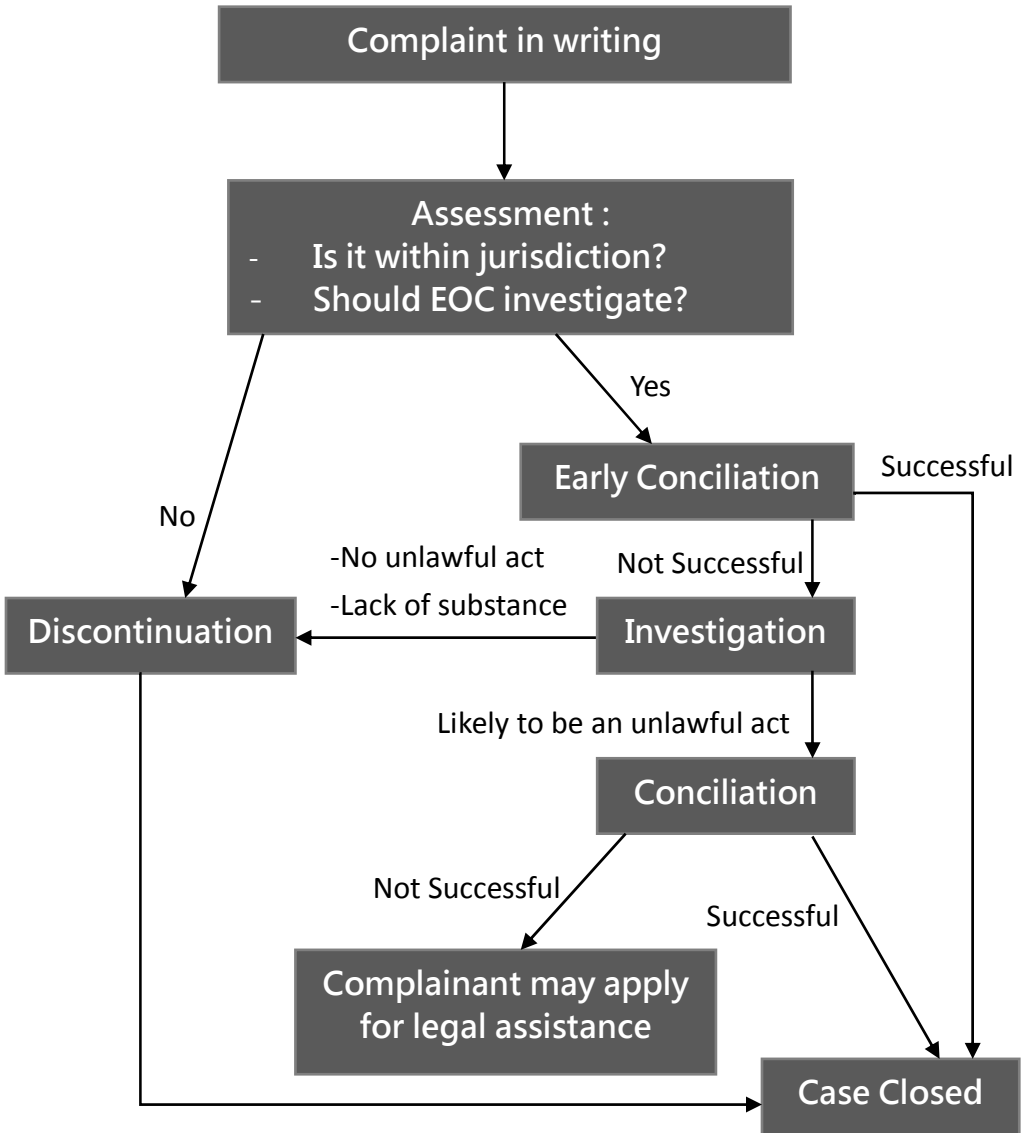 Complaint in writing
Assessment :
- Is it within jurisdiction?
- Should EOC investigate?
Yes
Early Conciliation
Successful
No
-No unlawful act
-Lack of substance
Not Successful
Discontinuation
Investigation
Likely to be an unlawful act
Conciliation
Not Successful
Successful
Complainant may apply
for legal assistance
Case Closed